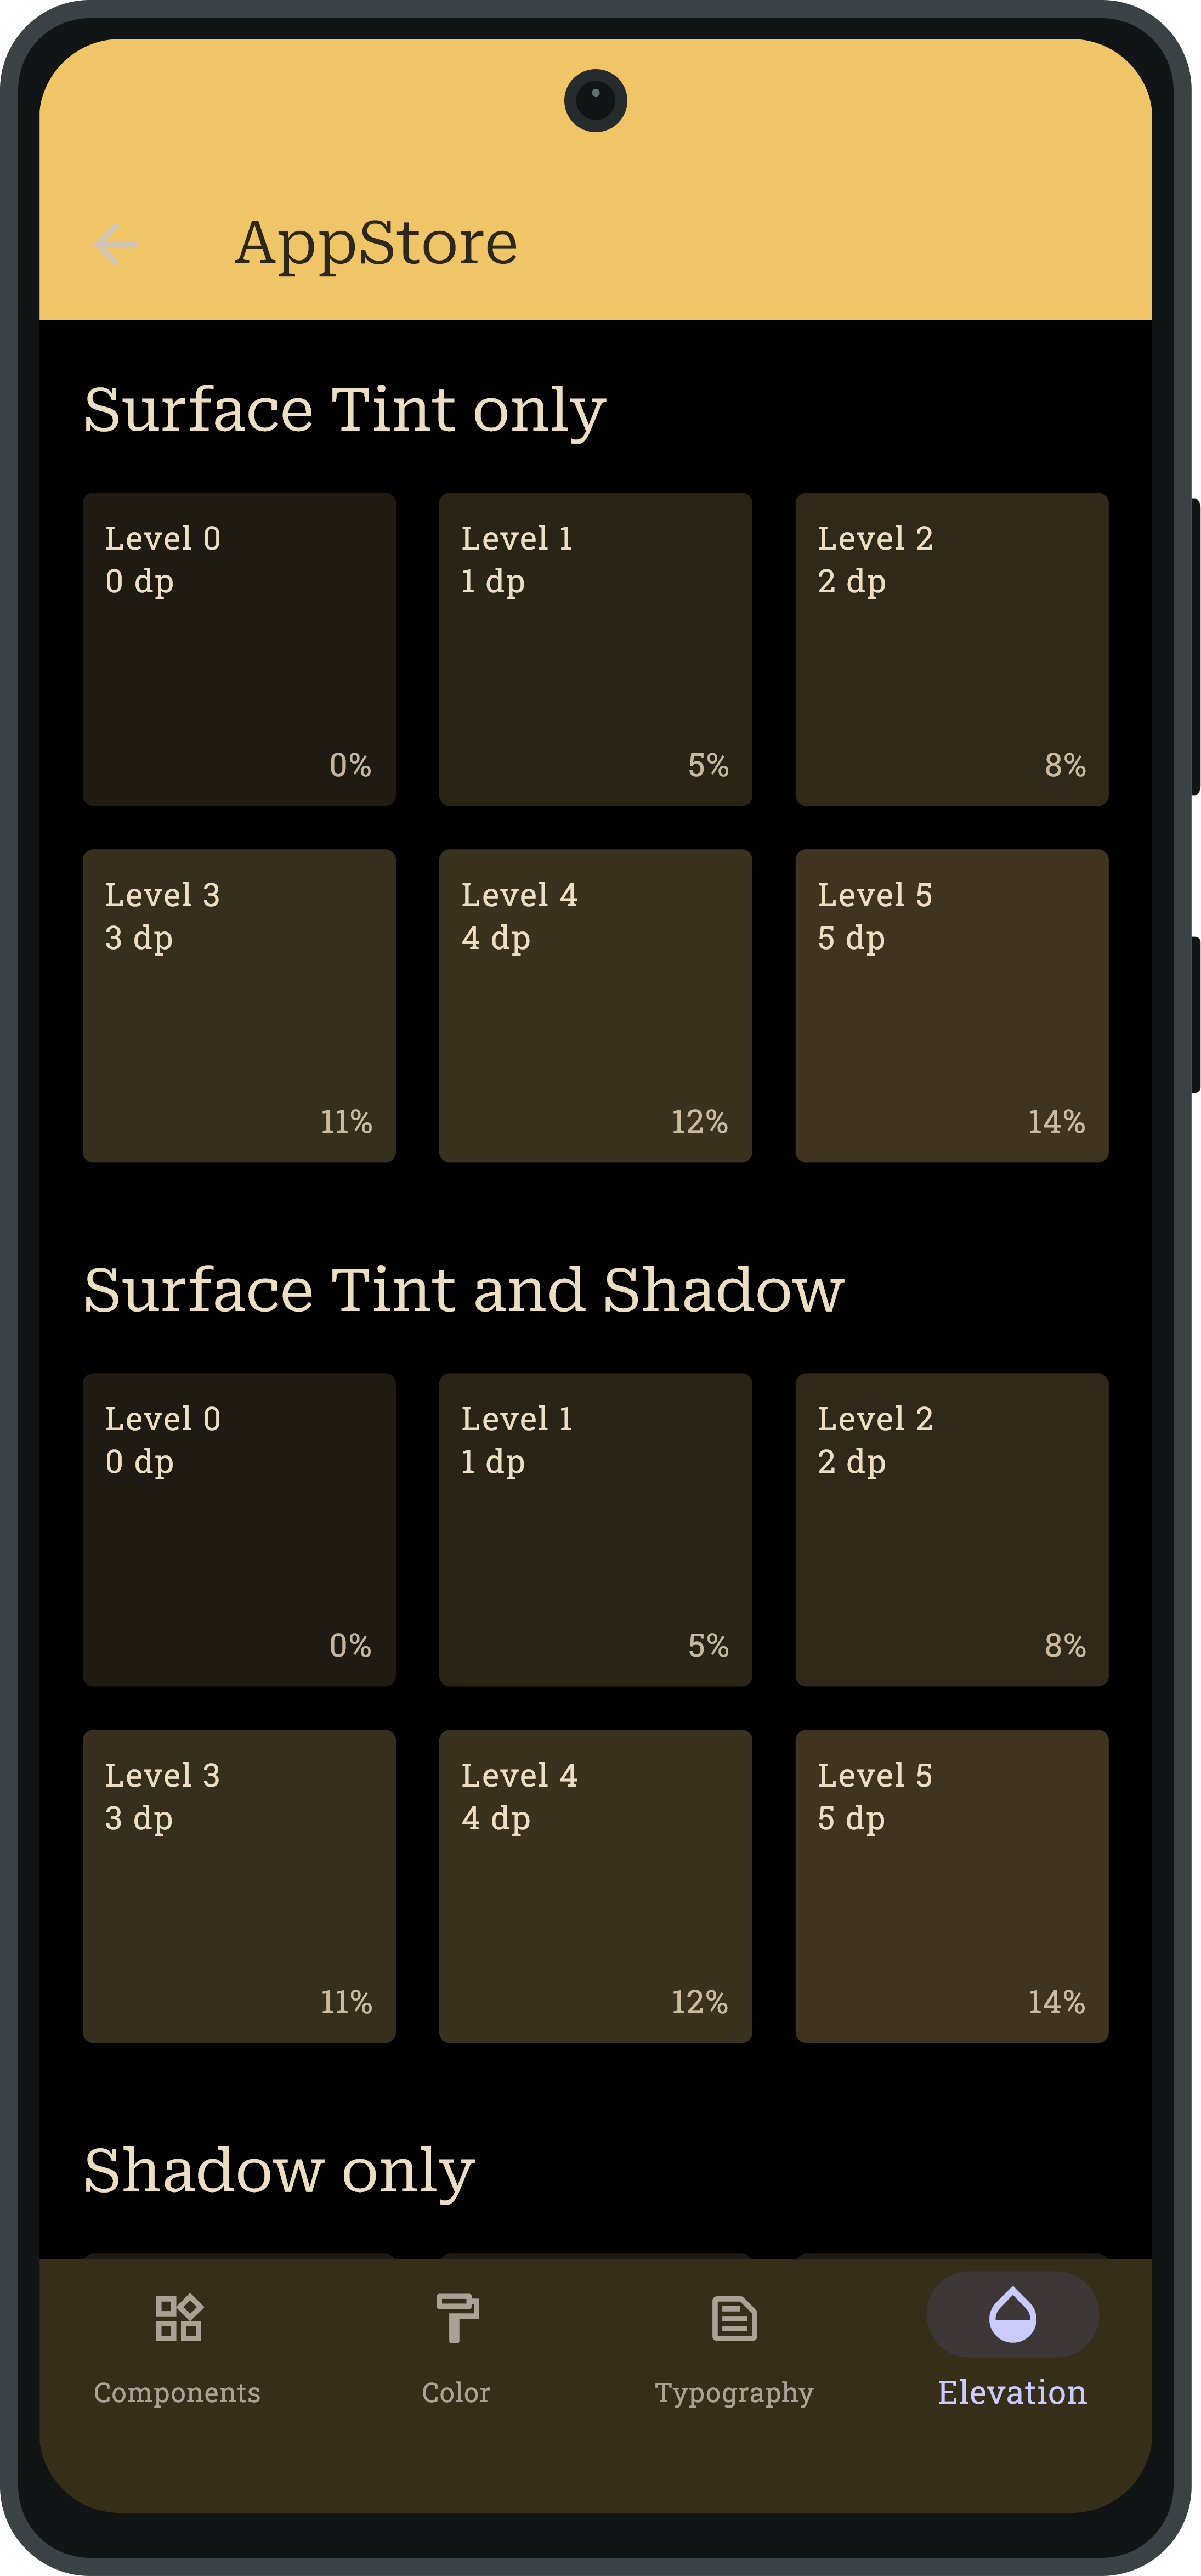 AppStore
Surface Tint only
Level 0
0 dp
0%
Level 1
1 dp
5%
Level 2
2 dp
8%
Level 3
3 dp
11%
Level 4
4 dp
12%
Level 5
5 dp
14%
Surface Tint and Shadow
Level 0
0 dp
0%
Level 1
1 dp
5%
Level 2
2 dp
8%
Level 3
3 dp
11%
Level 4
4 dp
12%
Level 5
5 dp
14%
Shadow only
Components
Color
Typography
Elevation